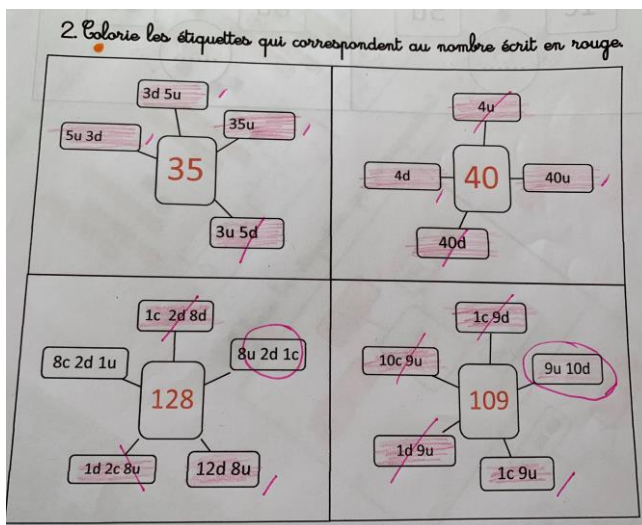 2. Colorie les étiquettes qui correspondent au nombre écrit en rouge.
3d 5u
5u 3d
35u
35
3u 5d
4u
4d
40
40u
40d
1c 2d 8d
8c 2d 1u
8u 2d 1c
128
1d 2c 8u
12d 8u
1c 9d
10c 9u
9u 10d
109
1d 9u
1c 9u